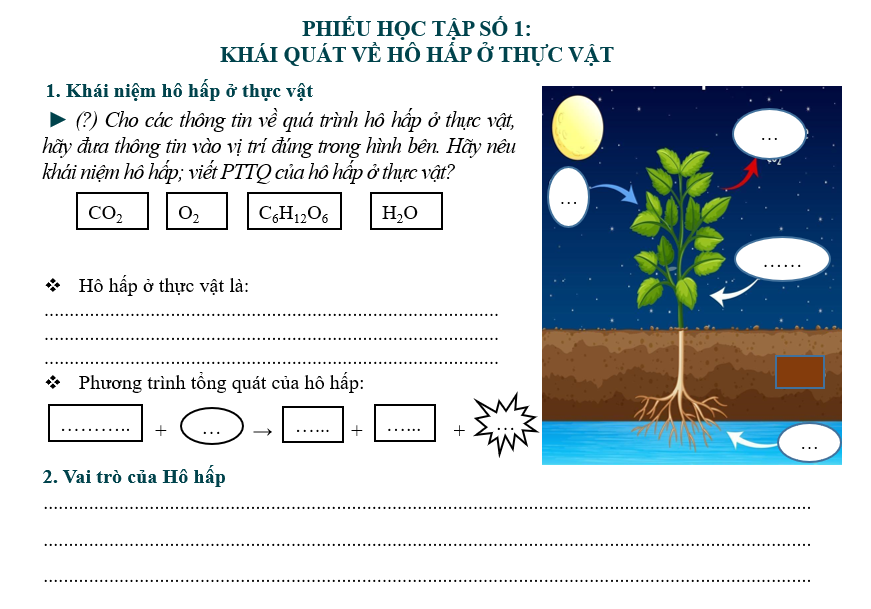 PHIẾU HỌC TẬP SỐ 1:
KHÁI QUÁT VỀ HÔ HẤP Ở THỰC VẬT
1. Khái niệm hô hấp ở thực vật
► (?) Cho các thông tin về quá trình hô hấp ở thực vật,
hãy đưa thông tin vào vị trí đúng trong hình bên. Hãy nêu
khái niệm hô hấp; viết PTTQ của hô hấp ở thực vật?
CO₂ O₂ C₆H₁₂O₆ H₂O
…
…
……
…
❖ Hô hấp ở thực vật là:
...........................................................................................
...........................................................................................
...........................................................................................
❖ Phương trình tổng quát của hô hấp:
……….. + … → …... + …... + …
2. Vai trò của Hô hấp
...........................................................................................................................................................
...........................................................................................................................................................
...........................................................................................................................................................